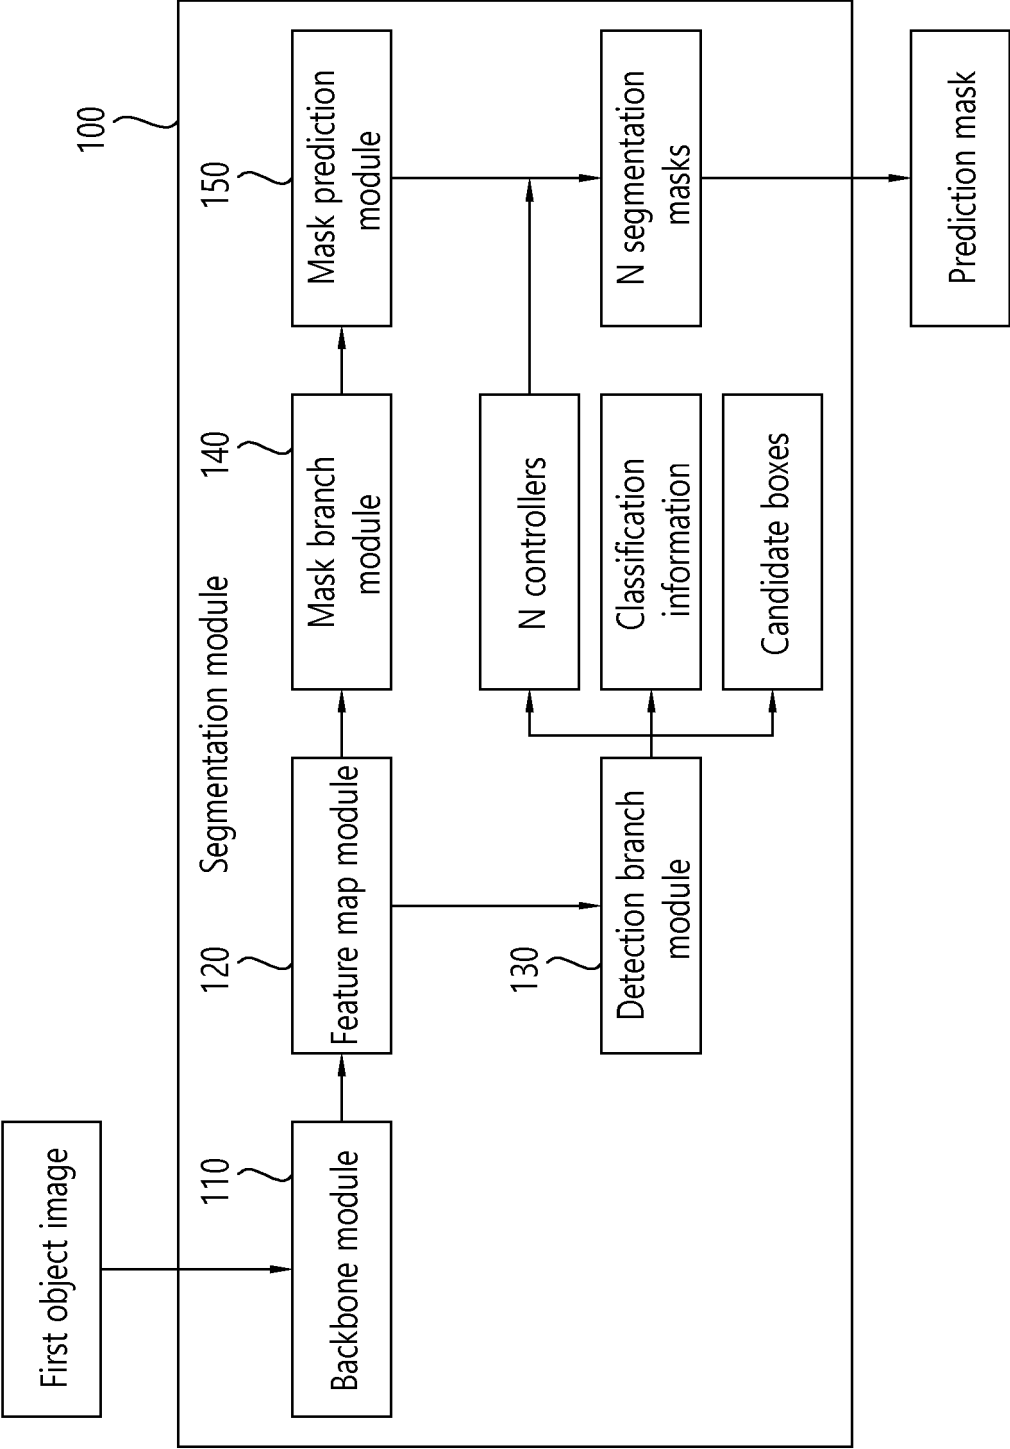 100
Segmentation module
First object image
110
Backbone module
120
Feature map module
140
Mask branch
module
150
Mask prediction
module
130
Detection branch
module
N controllers
Classification
information
Candidate boxes
N segmentation
masks
Prediction mask